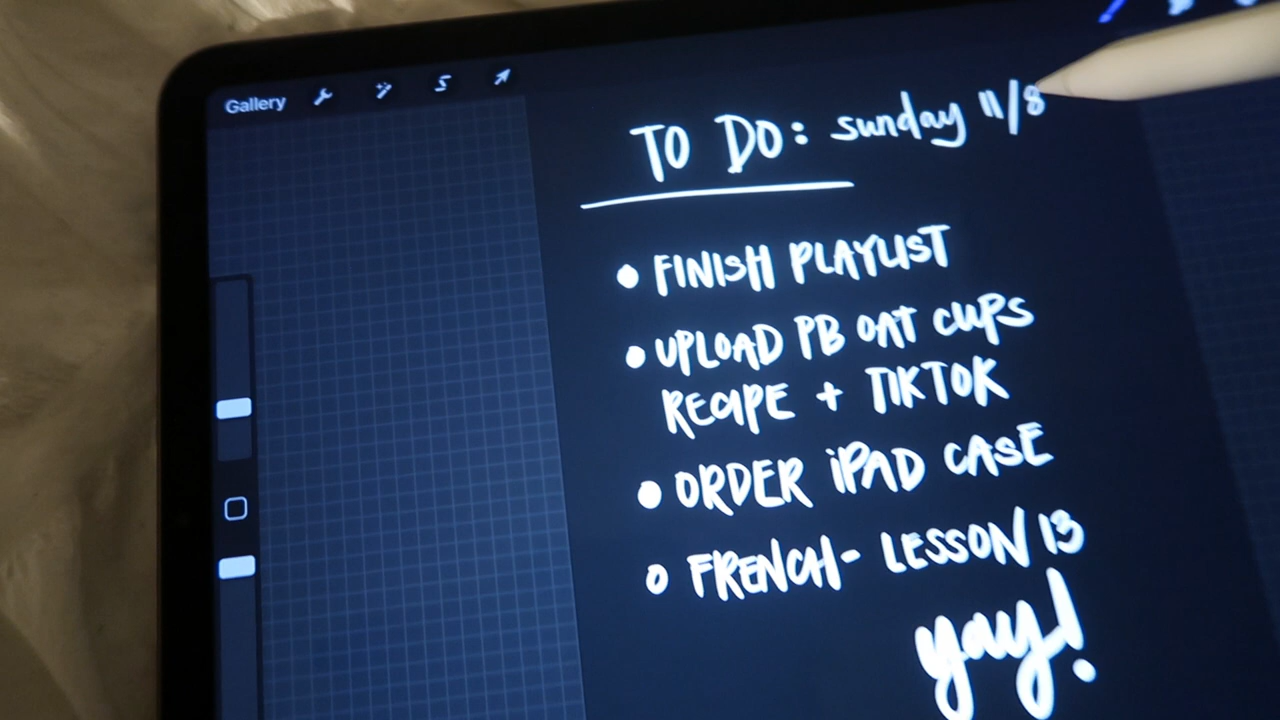 Gallery
TO DO: sunday 11/8
• FINISH PLAYLIST
• UPLOAD PB OAT CUPS
RECIPE + TIKTOK
• ORDER iPAD CASE
• FRENCH- LESSON 13
yay!